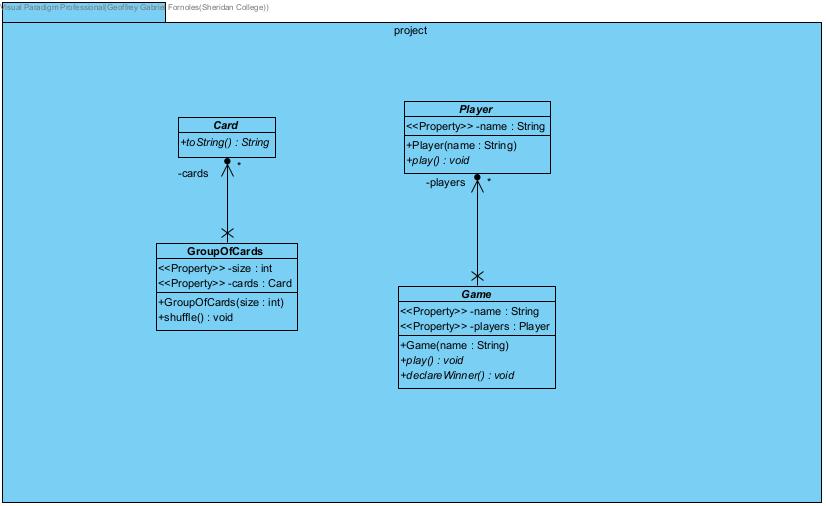 Visual Paradigm Professional(Geoffrey Gabriel Fornoles(Sheridan College))
project
Card
+toString() : String
-cards
*
GroupOfCards
<<Property>> -size : int
<<Property>> -cards : Card
+GroupOfCards(size : int)
+shuffle() : void
Player
<<Property>> -name : String
+Player(name : String)
+play() : void
-players
*
Game
<<Property>> -name : String
<<Property>> -players : Player
+Game(name : String)
+play() : void
+declareWinner() : void